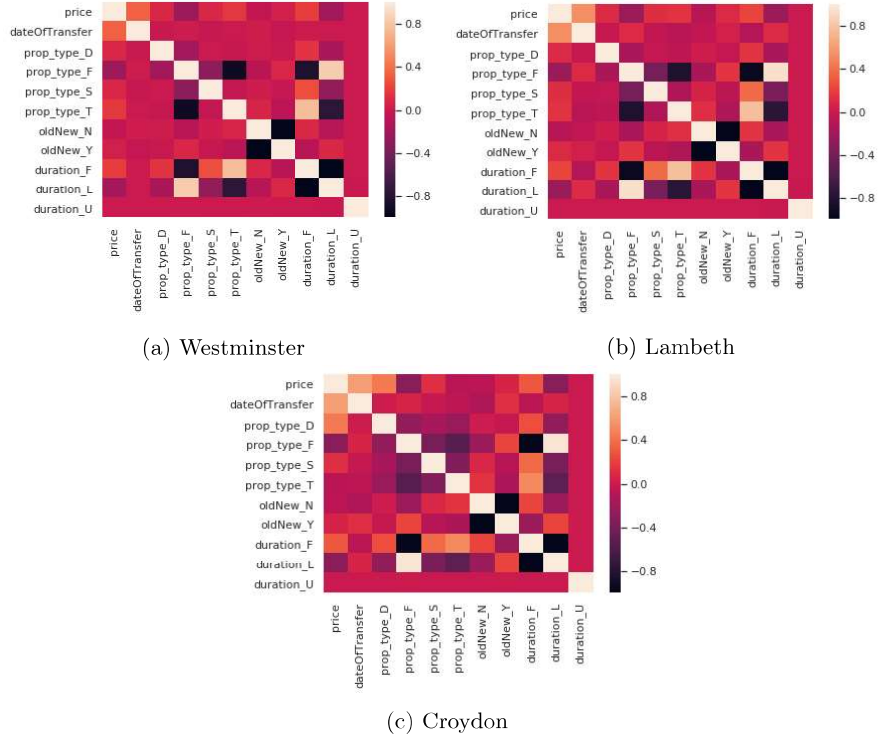 price
dateOfTransfer
prop_type_D
prop_type_F
prop_type_S
prop_type_T
oldNew_N
oldNew_Y
duration_F
duration_L
duration_U
0.8
0.4
0.0
−0.4
−0.8
price
dateOfTransfer
prop_type_D
prop_type_F
prop_type_S
prop_type_T
oldNew_N
oldNew_Y
duration_F
duration_L
duration_U
(a) Westminster
price
dateOfTransfer
prop_type_D
prop_type_F
prop_type_S
prop_type_T
oldNew_N
oldNew_Y
duration_F
duration_L
duration_U
0.8
0.4
0.0
−0.4
−0.8
price
dateOfTransfer
prop_type_D
prop_type_F
prop_type_S
prop_type_T
oldNew_N
oldNew_Y
duration_F
duration_L
duration_U
(b) Lambeth
price
dateOfTransfer
prop_type_D
prop_type_F
prop_type_S
prop_type_T
oldNew_N
oldNew_Y
duration_F
duration_L
duration_U
0.8
0.4
0.0
−0.4
−0.8
price
dateOfTransfer
prop_type_D
prop_type_F
prop_type_S
prop_type_T
oldNew_N
oldNew_Y
duration_F
duration_L
duration_U
(c) Croydon